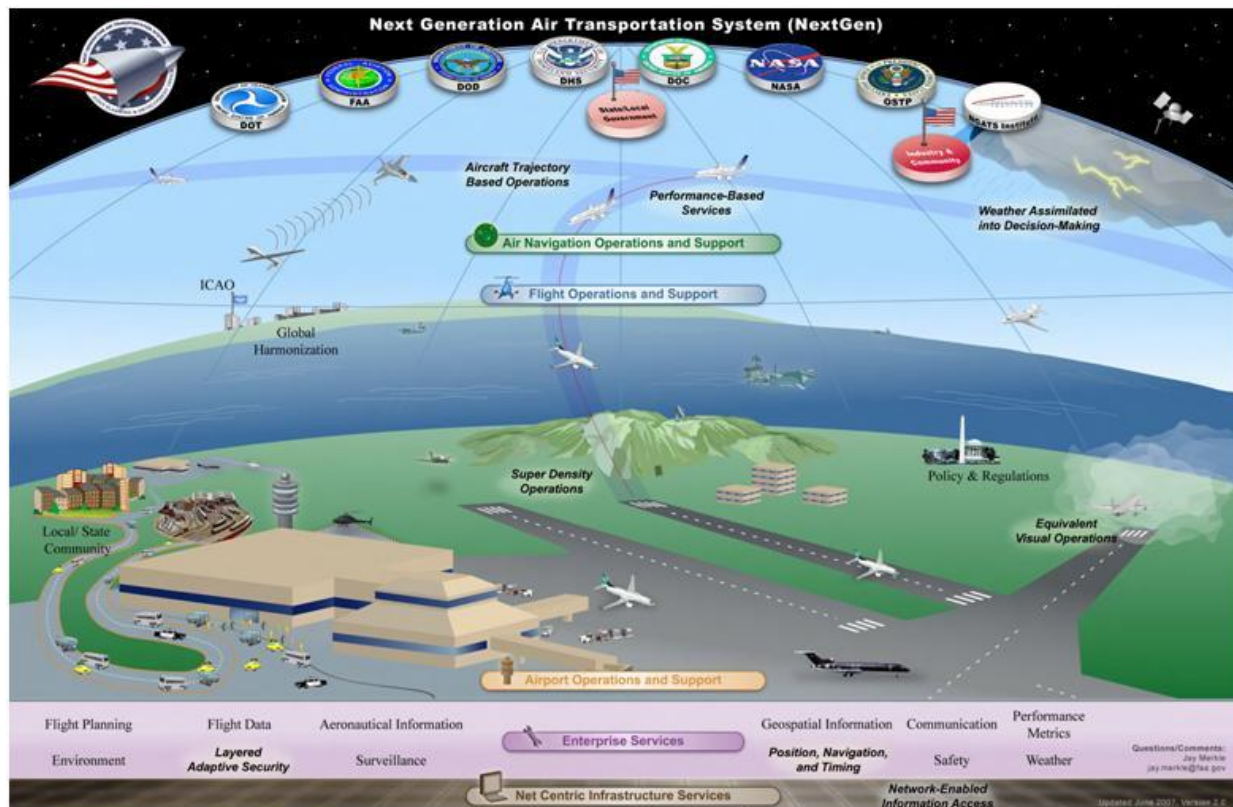 Next Generation Air Transportation System (NextGen)
DOT
FAA
DOD
DHS
DOC
NASA
OSTP
NGATS Institute
NASA
State/Local
Government
Industry &
Community
Aircraft Trajectory
Based Operations
Performance-Based
Services
Weather Assimilated
into Decision-Making
Air Navigation Operations and Support
ICAO
Flight Operations and Support
Global
Harmonization
Super Density
Operations
Policy & Regulations
Local/ State
Community
Equivalent
Visual Operations
Airport Operations and Support
Flight Planning
Flight Data
Aeronautical Information
Enterprise Services
Geospatial Information
Communication
Performance
Metrics
Environment
Layered
Adaptive Security
Surveillance
Position, Navigation,
and Timing
Safety
Weather
Questions/Comments:
Jay Merkle
jay.merkle@faa.gov
Net Centric Infrastructure Services
Network-Enabled
Information Access
Updated June 2007, Version 2.0